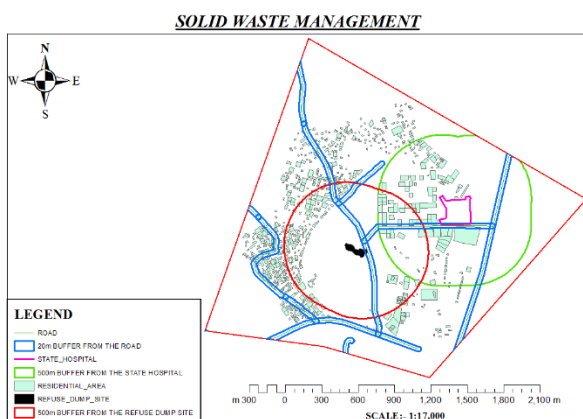 SOLID WASTE MANAGEMENT
N
W E
S
LEGEND
ROAD
20m BUFFER FROM THE ROAD
STATE_HOSPITAL
500m BUFFER FROM THE STATE HOSPITAL
RESIDENTIAL_AREA
REFUSE_DUMP_SITE
500m BUFFER FROM THE REFUSE DUMP SITE
m 300 0 300 600 900 1,200 1,500 1,800 2,100 m
SCALE:- 1:17,000